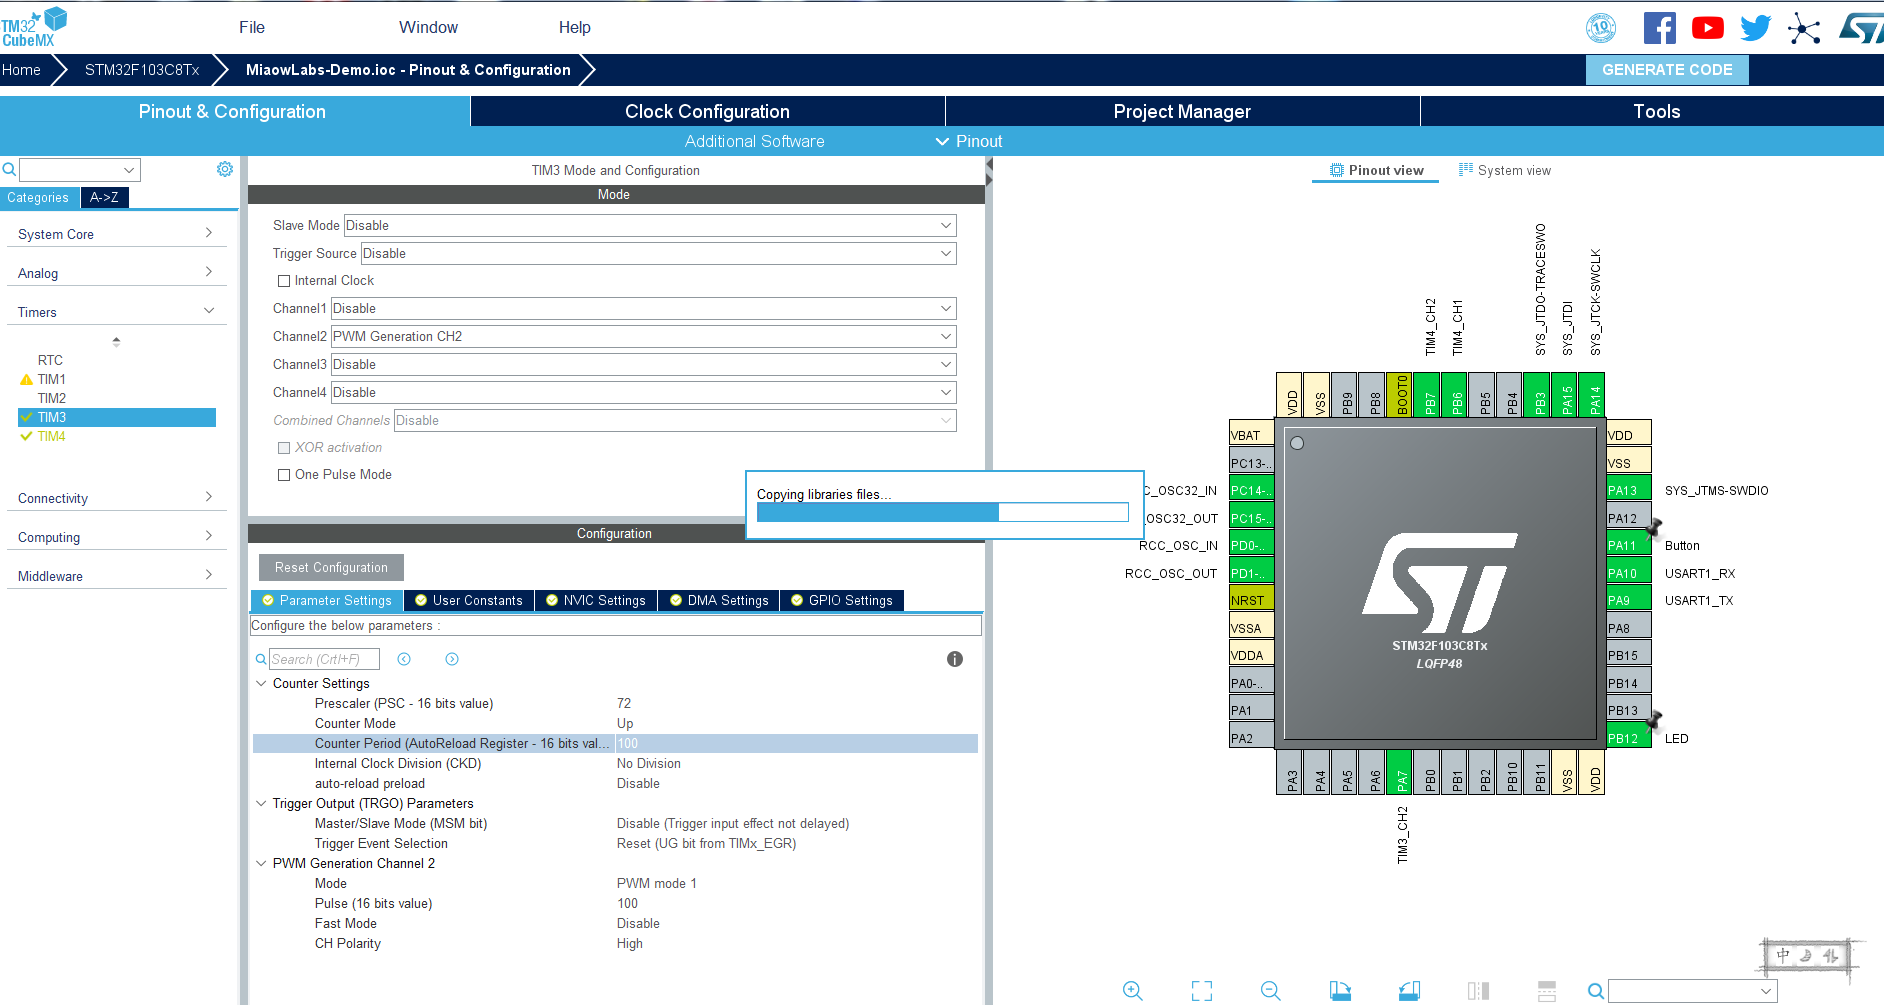 TM32
CubeMX
File
Window
Help
10
Home
STM32F103C8Tx
MiaowLabs-Demo.ioc - Pinout & Configuration
GENERATE CODE
Pinout & Configuration
Clock Configuration
Project Manager
Tools
Additional Software
Pinout
Categories
A->Z
System Core
Analog
Timers
RTC
TIM1
TIM2
TIM3
TIM4
Connectivity
Computing
Middleware
TIM3 Mode and Configuration
Mode
Slave Mode Disable
Trigger Source Disable
Internal Clock
Channel1 Disable
Channel2 PWM Generation CH2
Channel3 Disable
Channel4 Disable
Combined Channels Disable
XOR activation
One Pulse Mode
Copying libraries files...
Configuration
Reset Configuration
Parameter Settings
User Constants
NVIC Settings
DMA Settings
GPIO Settings
Configure the below parameters :
Search (Crtl+F)
Counter Settings
Prescaler (PSC - 16 bits value) 72
Counter Mode Up
Counter Period (AutoReload Register - 16 bits val... 100
Internal Clock Division (CKD) No Division
auto-reload preload Disable
Trigger Output (TRGO) Parameters
Master/Slave Mode (MSM bit) Disable (Trigger input effect not delayed)
Trigger Event Selection Reset (UG bit from TIMx_EGR)
PWM Generation Channel 2
Mode PWM mode 1
Pulse (16 bits value) 100
Fast Mode Disable
CH Polarity High
Pinout view
System view
TIM4_CH2
TIM4_CH1
SYS_JTDO-TRACESWO
SYS_JTDI
SYS_JTCK-SWCLK
VDD
VSS
PB9
PB8
BOOT0
PB7
PB6
PB5
PB4
PB3
PA15
PA14
VBAT
PC13-..
C_OSC32_IN PC14-..
OSC32_OUT PC15-..
RCC_OSC_IN PD0-..
RCC_OSC_OUT PD1-..
NRST
VSSA
VDDA
PA0-..
PA1
PA2
ST
STM32F103C8Tx
LQFP48
VDD
VSS
PA13 SYS_JTMS-SWDIO
PA12
PA11 Button
PA10 USART1_RX
PA9 USART1_TX
PA8
PB15
PB14
PB13
PB12 LED
PA3
PA4
PA5
PA6
PA7
PB0
PB1
PB2
PB10
PB11
VSS
VDD
TIM3_CH2
中